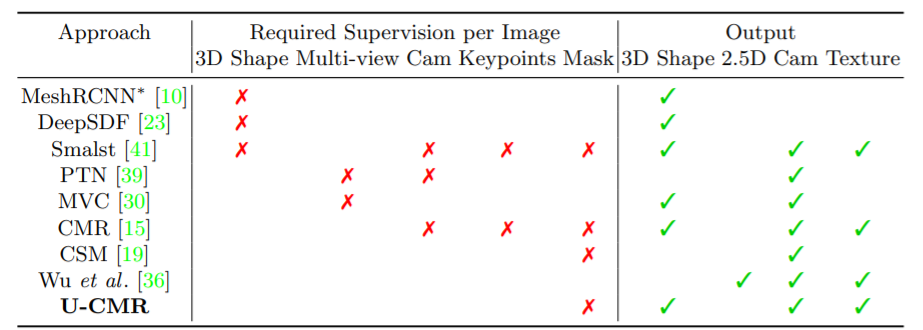 Approach Required Supervision per Image Output
3D Shape Multi-view Cam Keypoints Mask 3D Shape 2.5D Cam Texture
MeshRCNN* [10] ✗ ✓
DeepSDF [23] ✗ ✓
Smalst [41] ✗ ✗ ✗ ✗ ✓ ✓ ✓
PTN [39] ✗ ✗ ✓
MVC [30] ✗ ✓ ✓
CMR [15] ✗ ✗ ✗ ✓ ✓ ✓
CSM [19] ✗ ✓
Wu et al. [36] ✓ ✓ ✓
U-CMR ✗ ✓ ✓ ✓